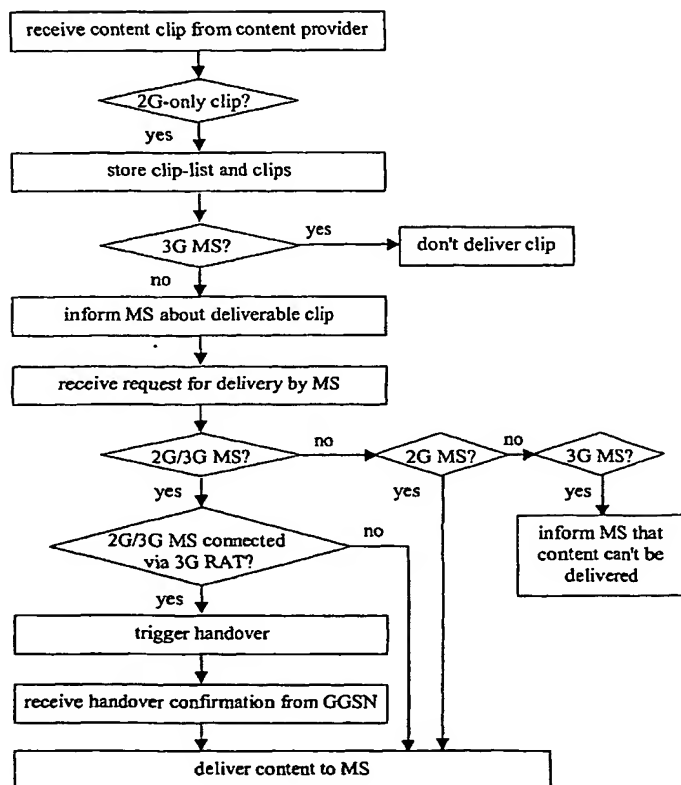 receive content clip from content provider
2G-only clip?
yes
store clip-list and clips
3G MS?
yes
don't deliver clip
no
inform MS about deliverable clip
receive request for delivery by MS
2G/3G MS?
no
2G MS?
no
3G MS?
yes
yes
yes
2G/3G MS connected
via 3G RAT?
no
inform MS that
content can't be
delivered
yes
trigger handover
receive handover confirmation from GGSN
deliver content to MS